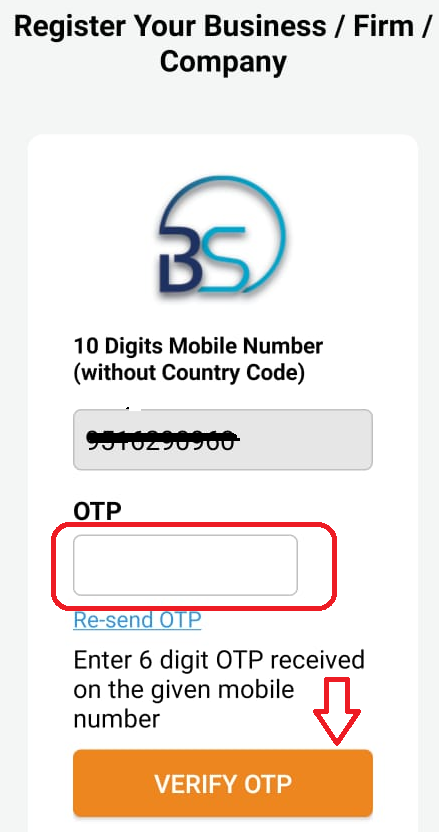 Register Your Business / Firm /
Company
BS
10 Digits Mobile Number
(without Country Code)
OTP
Re-send OTP
Enter 6 digit OTP received
on the given mobile
number
VERIFY OTP